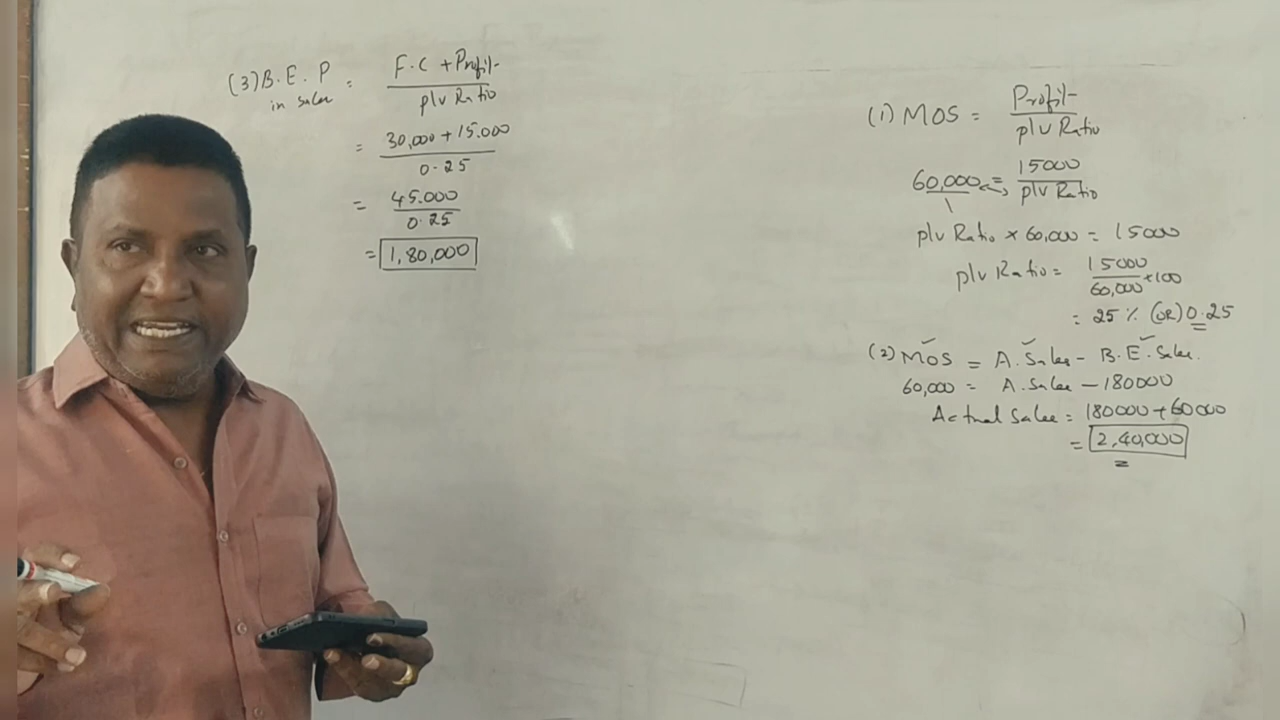 (3) B.E.P in sales = F.C + Profit / p/v Ratio
= 30,000 + 15.000 / 0.25
= 45.000 / 0.25
= 1,80,000
(1) MOS = Profit / p/v Ratio
60,000 = 15000 / p/v Ratio
1
p/v Ratio × 60,000 = 15000
p/v Ratio = 15000 / 60,000 × 100
= 25 % (OR) 0.25
(2) MOS = A. Sales - B.E. Sales.
60,000 = A. Sales - 180000
Actual Sales = 180000 + 60000
= 2,40,000